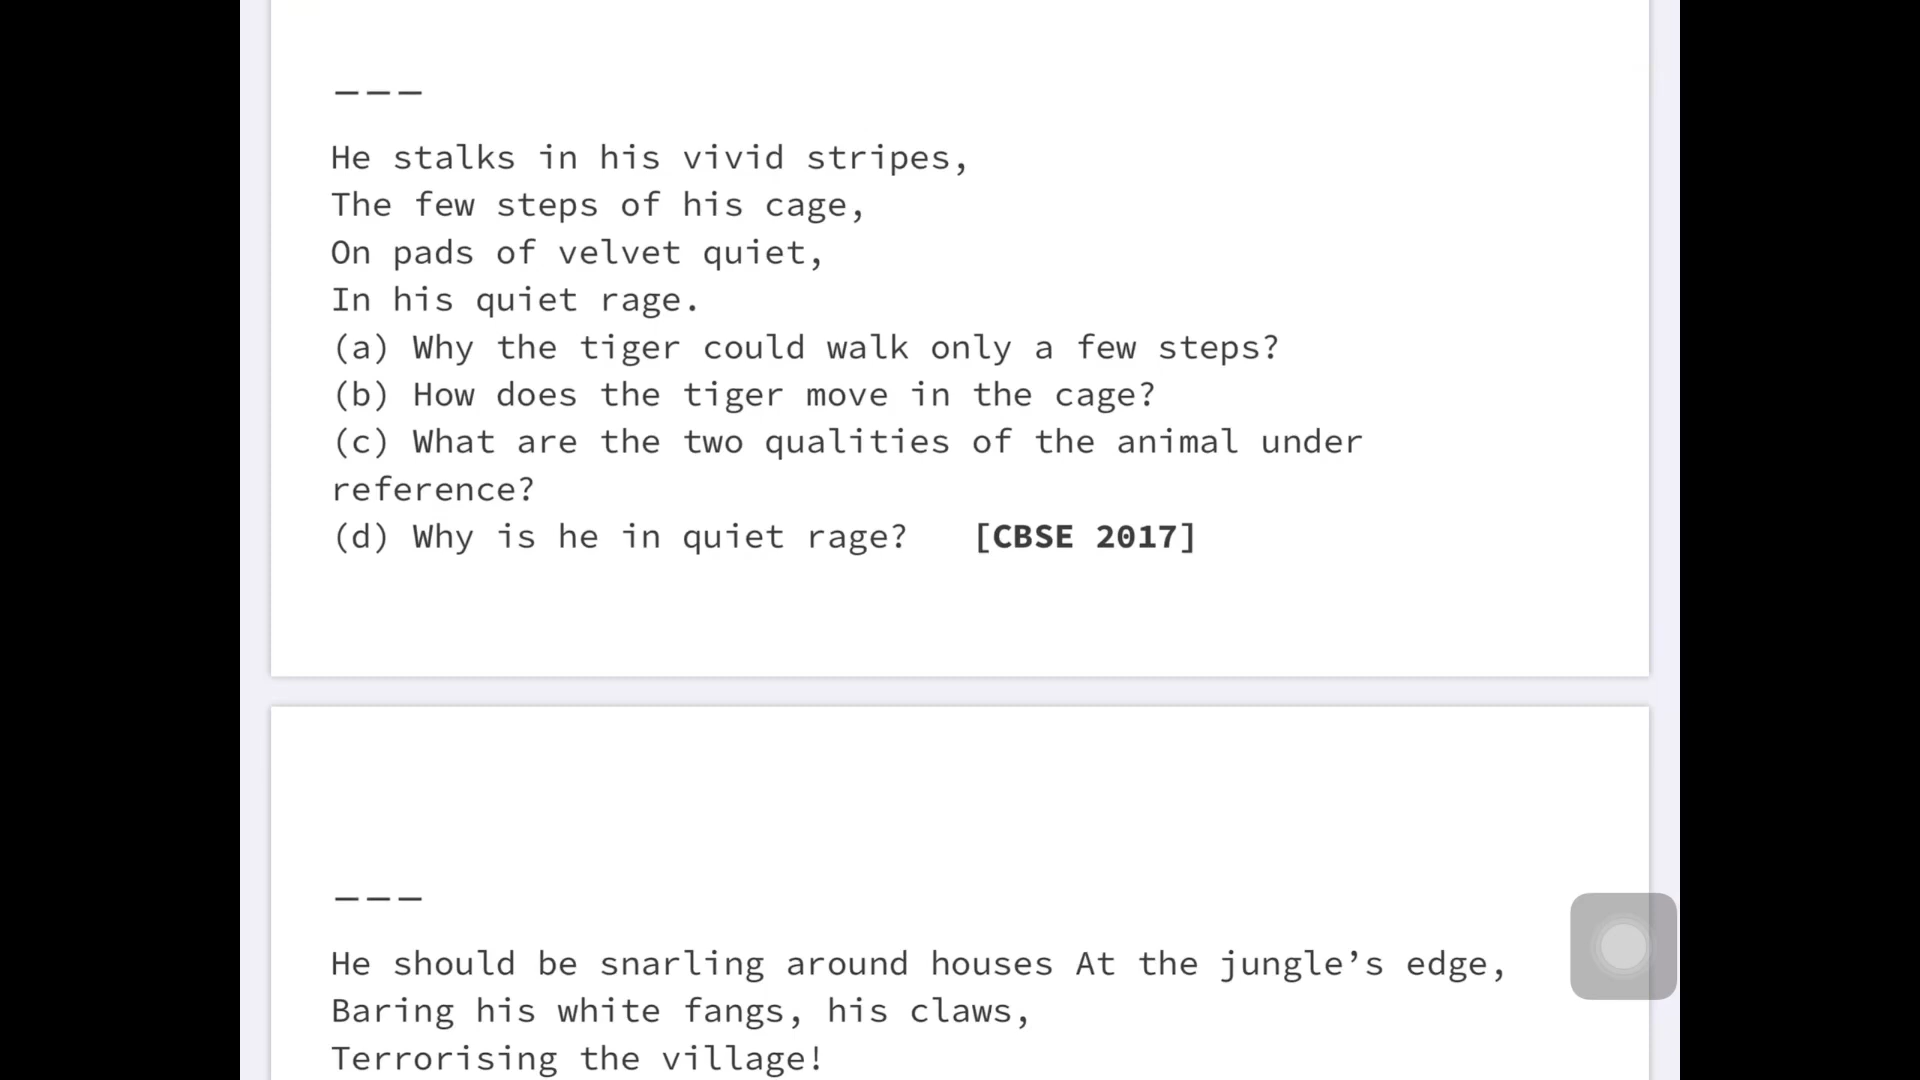 ———
He stalks in his vivid stripes,
The few steps of his cage,
On pads of velvet quiet,
In his quiet rage.
(a) Why the tiger could walk only a few steps?
(b) How does the tiger move in the cage?
(c) What are the two qualities of the animal under
reference?
(d) Why is he in quiet rage? [CBSE 2017]
———
He should be snarling around houses At the jungle’s edge,
Baring his white fangs, his claws,
Terrorising the village!